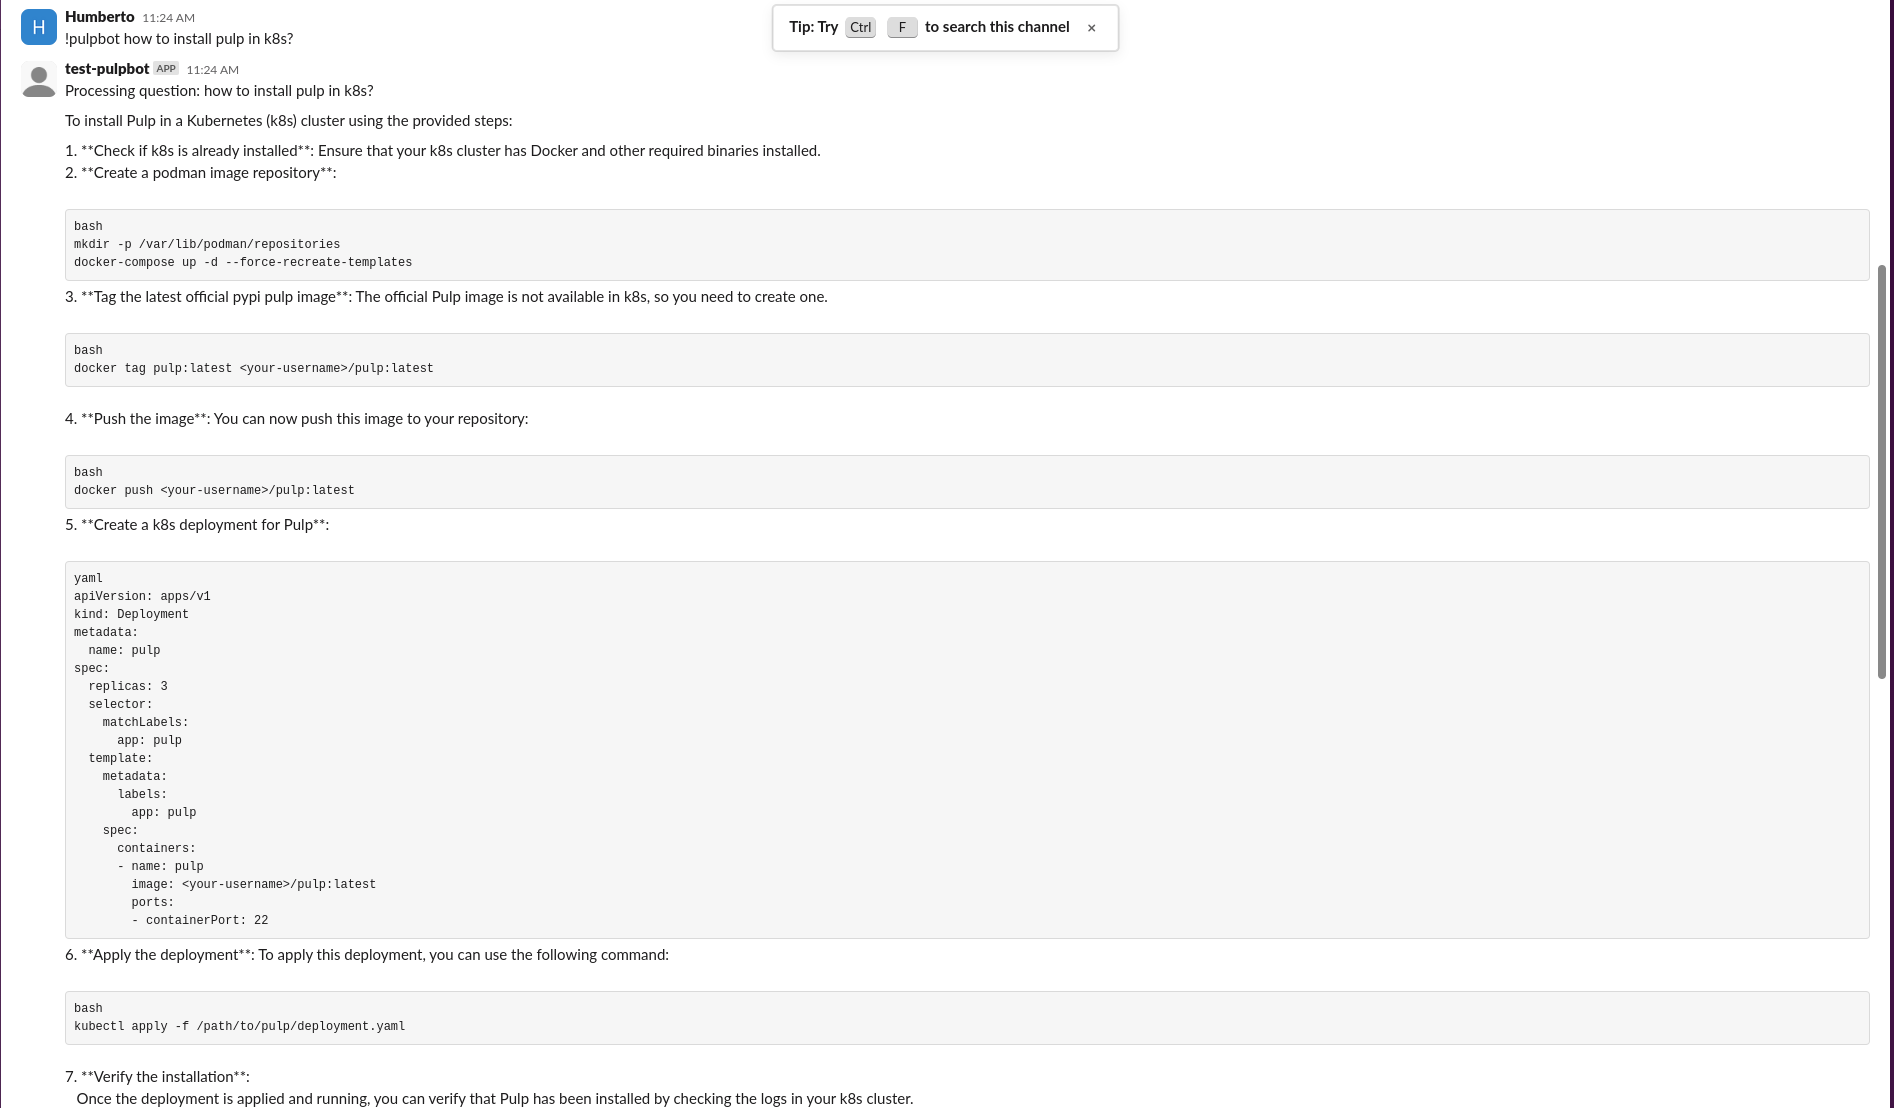 Humberto 11:24 AM
!pulpbot how to install pulp in k8s?
Tip: Try Ctrl F to search this channel ×
H
test-pulpbot APP 11:24 AM
Processing question: how to install pulp in k8s?
To install Pulp in a Kubernetes (k8s) cluster using the provided steps:
1. **Check if k8s is already installed**: Ensure that your k8s cluster has Docker and other required binaries installed.
2. **Create a podman image repository**:
bash
mkdir -p /var/lib/podman/repositories
docker-compose up -d --force-recreate-templates
3. **Tag the latest official pypi pulp image**: The official Pulp image is not available in k8s, so you need to create one.
bash
docker tag pulp:latest <your-username>/pulp:latest
4. **Push the image**: You can now push this image to your repository:
bash
docker push <your-username>/pulp:latest
5. **Create a k8s deployment for Pulp**:
yaml
apiVersion: apps/v1
kind: Deployment
metadata:
  name: pulp
spec:
  replicas: 3
  selector:
    matchLabels:
      app: pulp
  template:
    metadata:
      labels:
        app: pulp
    spec:
      containers:
      - name: pulp
        image: <your-username>/pulp:latest
        ports:
        - containerPort: 22
6. **Apply the deployment**: To apply this deployment, you can use the following command:
bash
kubectl apply -f /path/to/pulp/deployment.yaml
7. **Verify the installation**:
Once the deployment is applied and running, you can verify that Pulp has been installed by checking the logs in your k8s cluster.